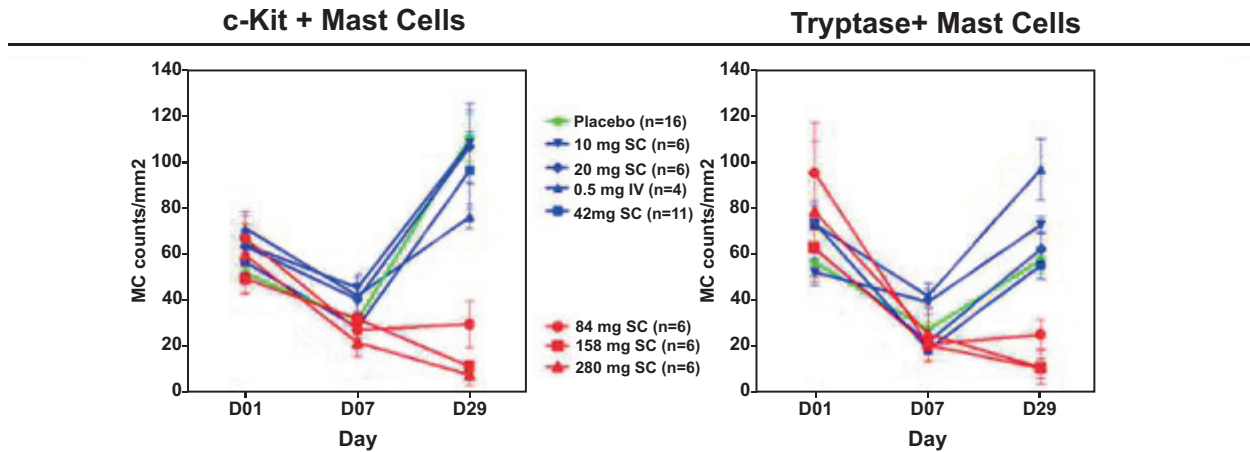 c-Kit + Mast Cells
Tryptase+ Mast Cells
MC counts/mm2
140
120
100
80
60
40
20
0
D01
D07
D29
Day
Placebo (n=16)
10 mg SC (n=6)
20 mg SC (n=6)
0.5 mg IV (n=4)
42mg SC (n=11)
84 mg SC (n=6)
158 mg SC (n=6)
280 mg SC (n=6)
MC counts/mm2
140
120
100
80
60
40
20
0
D01
D07
D29
Day